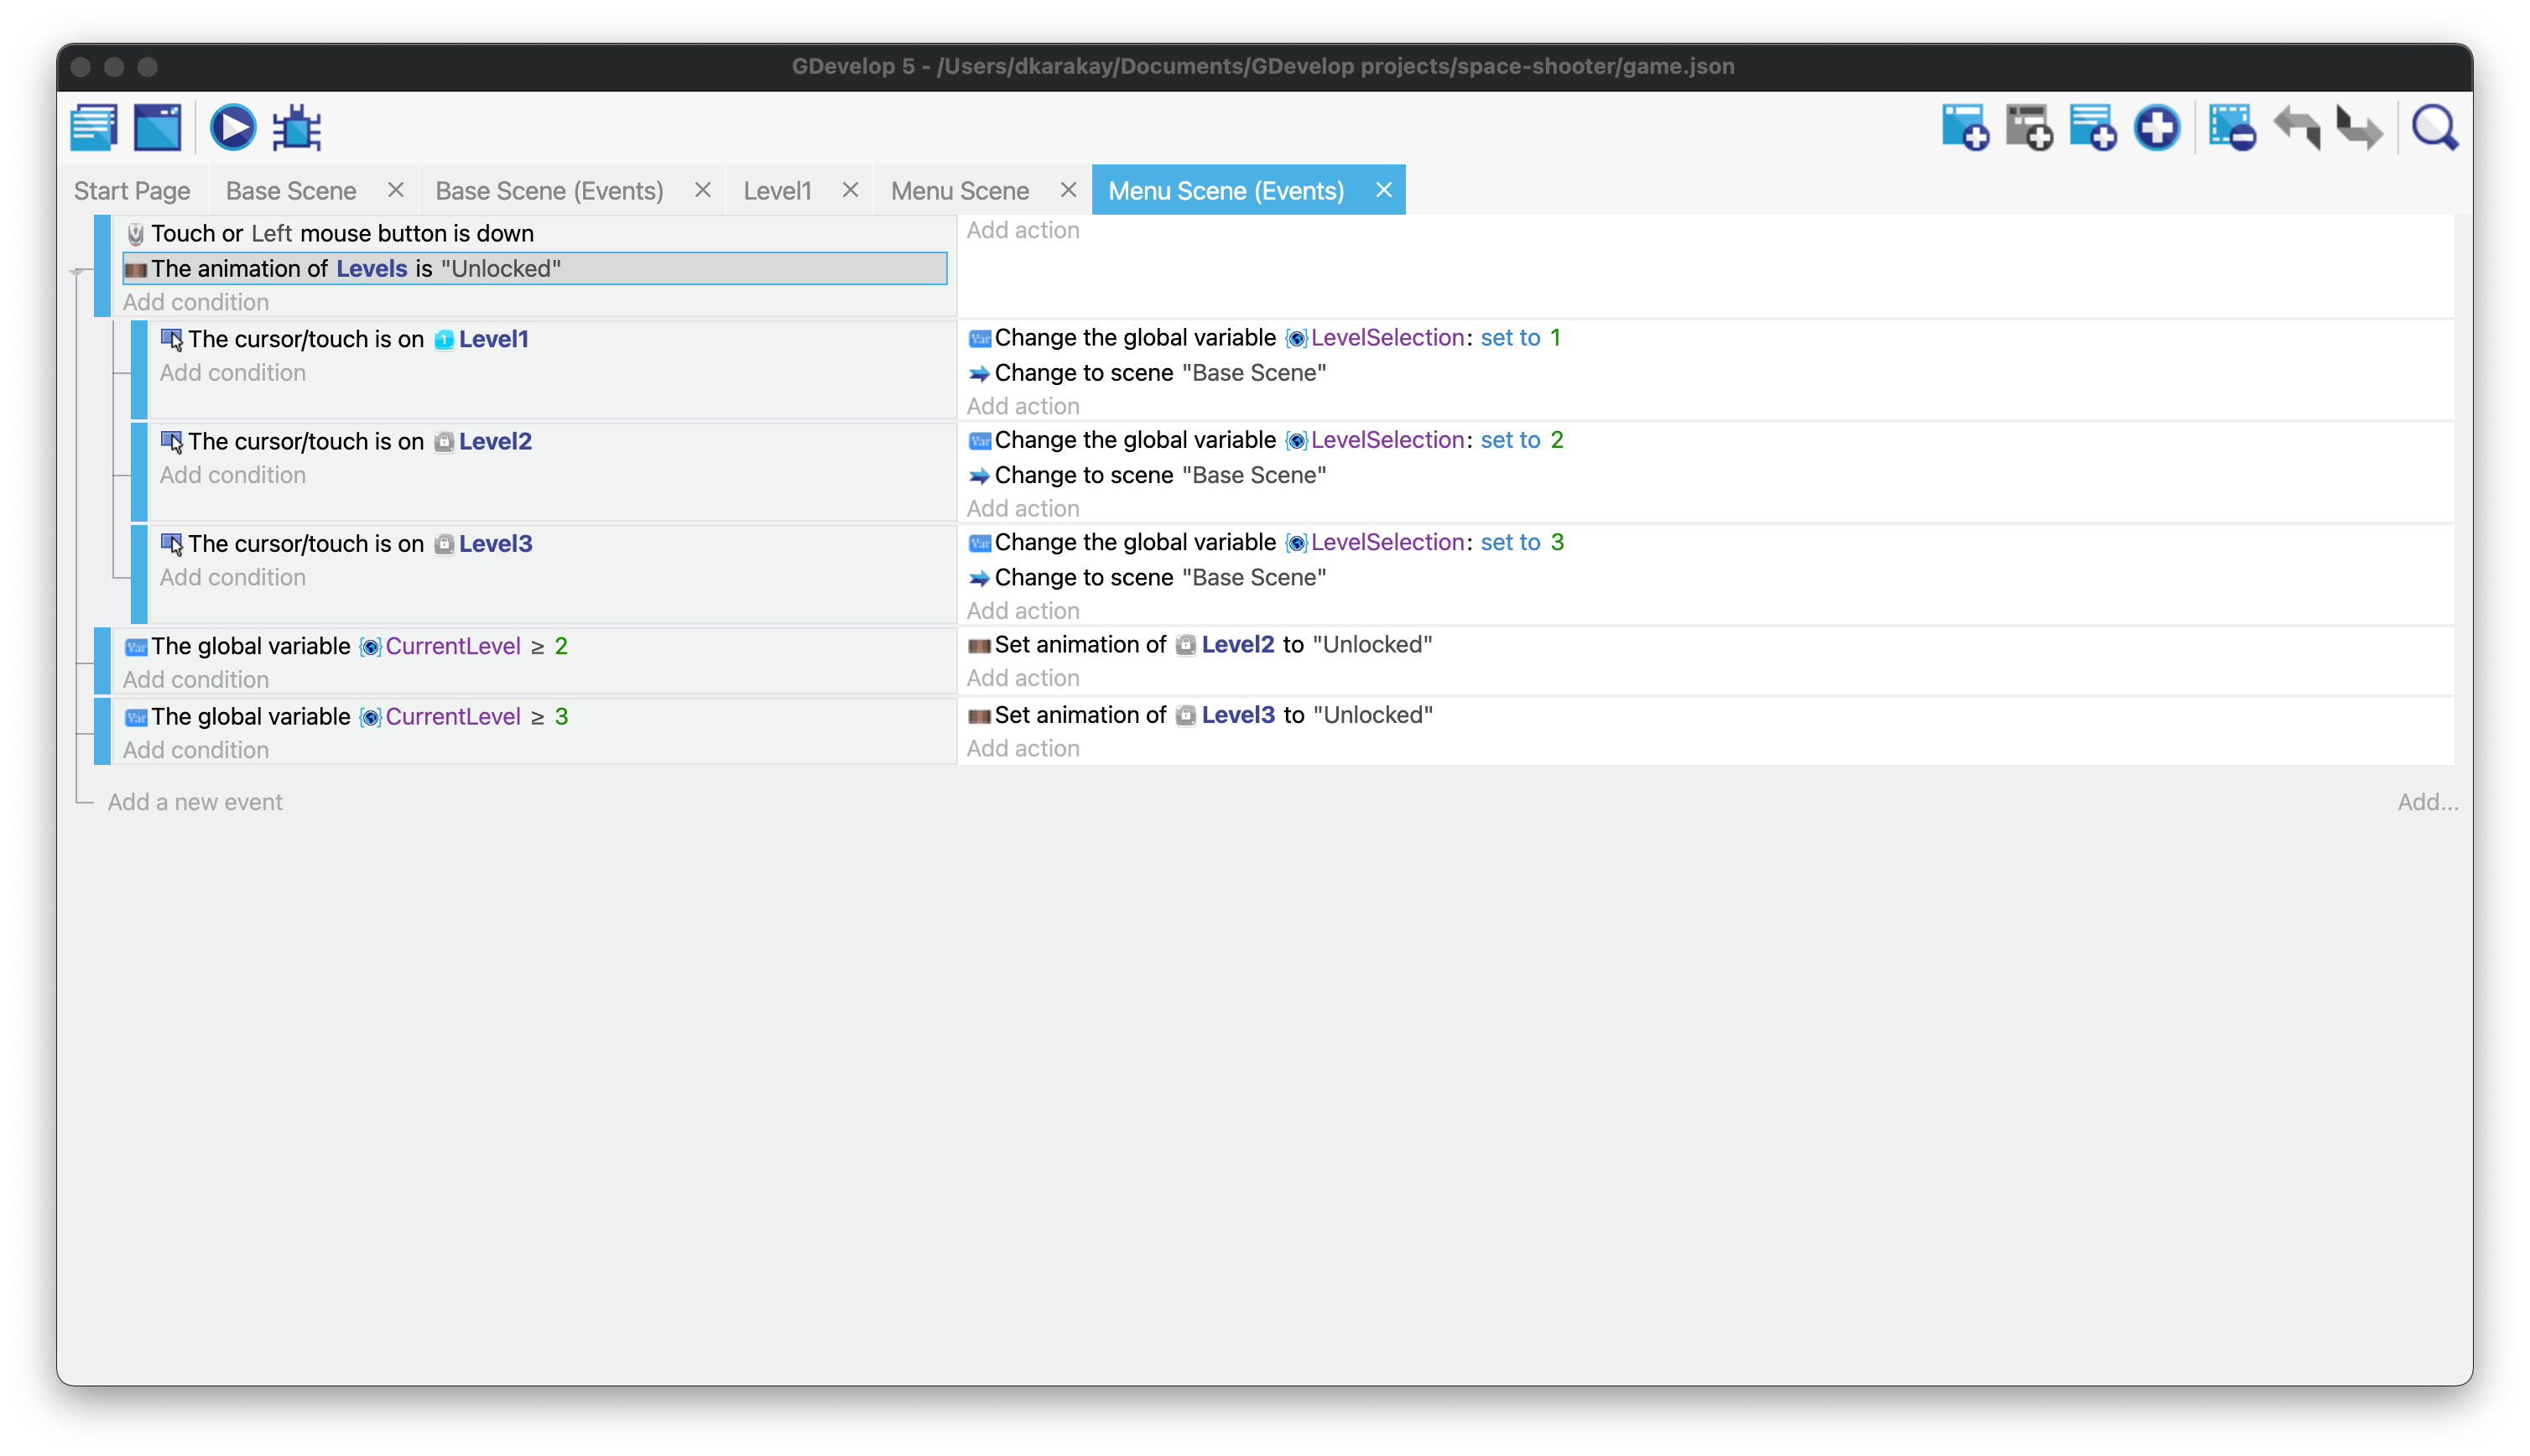 GDevelop 5 - /Users/dkarakay/Documents/GDevelop projects/space-shooter/game.json
Start Page
Base Scene
Base Scene (Events)
Level1
Menu Scene
Menu Scene (Events)
Touch or Left mouse button is down
Add action
The animation of Levels is "Unlocked"
Add condition
The cursor/touch is on 1 Level1
Var Change the global variable LevelSelection: set to 1
Add condition
Change to scene "Base Scene"
Add action
The cursor/touch is on Level2
Var Change the global variable LevelSelection: set to 2
Add condition
Change to scene "Base Scene"
Add action
The cursor/touch is on Level3
Var Change the global variable LevelSelection: set to 3
Add condition
Change to scene "Base Scene"
Add action
Var The global variable CurrentLevel ≥ 2
Set animation of Level2 to "Unlocked"
Add condition
Add action
Var The global variable CurrentLevel ≥ 3
Set animation of Level3 to "Unlocked"
Add condition
Add action
Add a new event
Add...